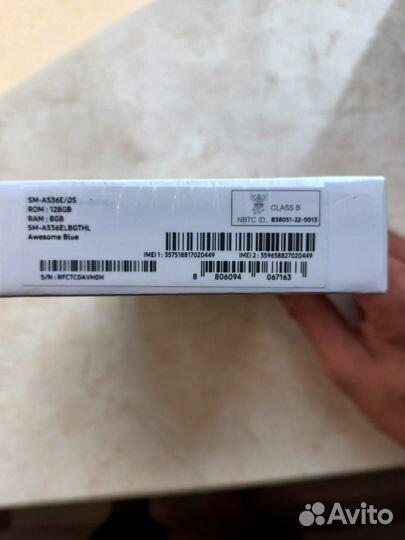 SM-A536E/DS
ROM : 128GB
RAM : 8GB
SM-A536ELBGTHL
Awesome Blue
CLASS B
NBTC ID. B38051-22-0013
IMEI 1 : 357518817020449
IMEI 2 : 359658827020449
S/N : RFCTC0AVH0H
8 806094 067163
Avito